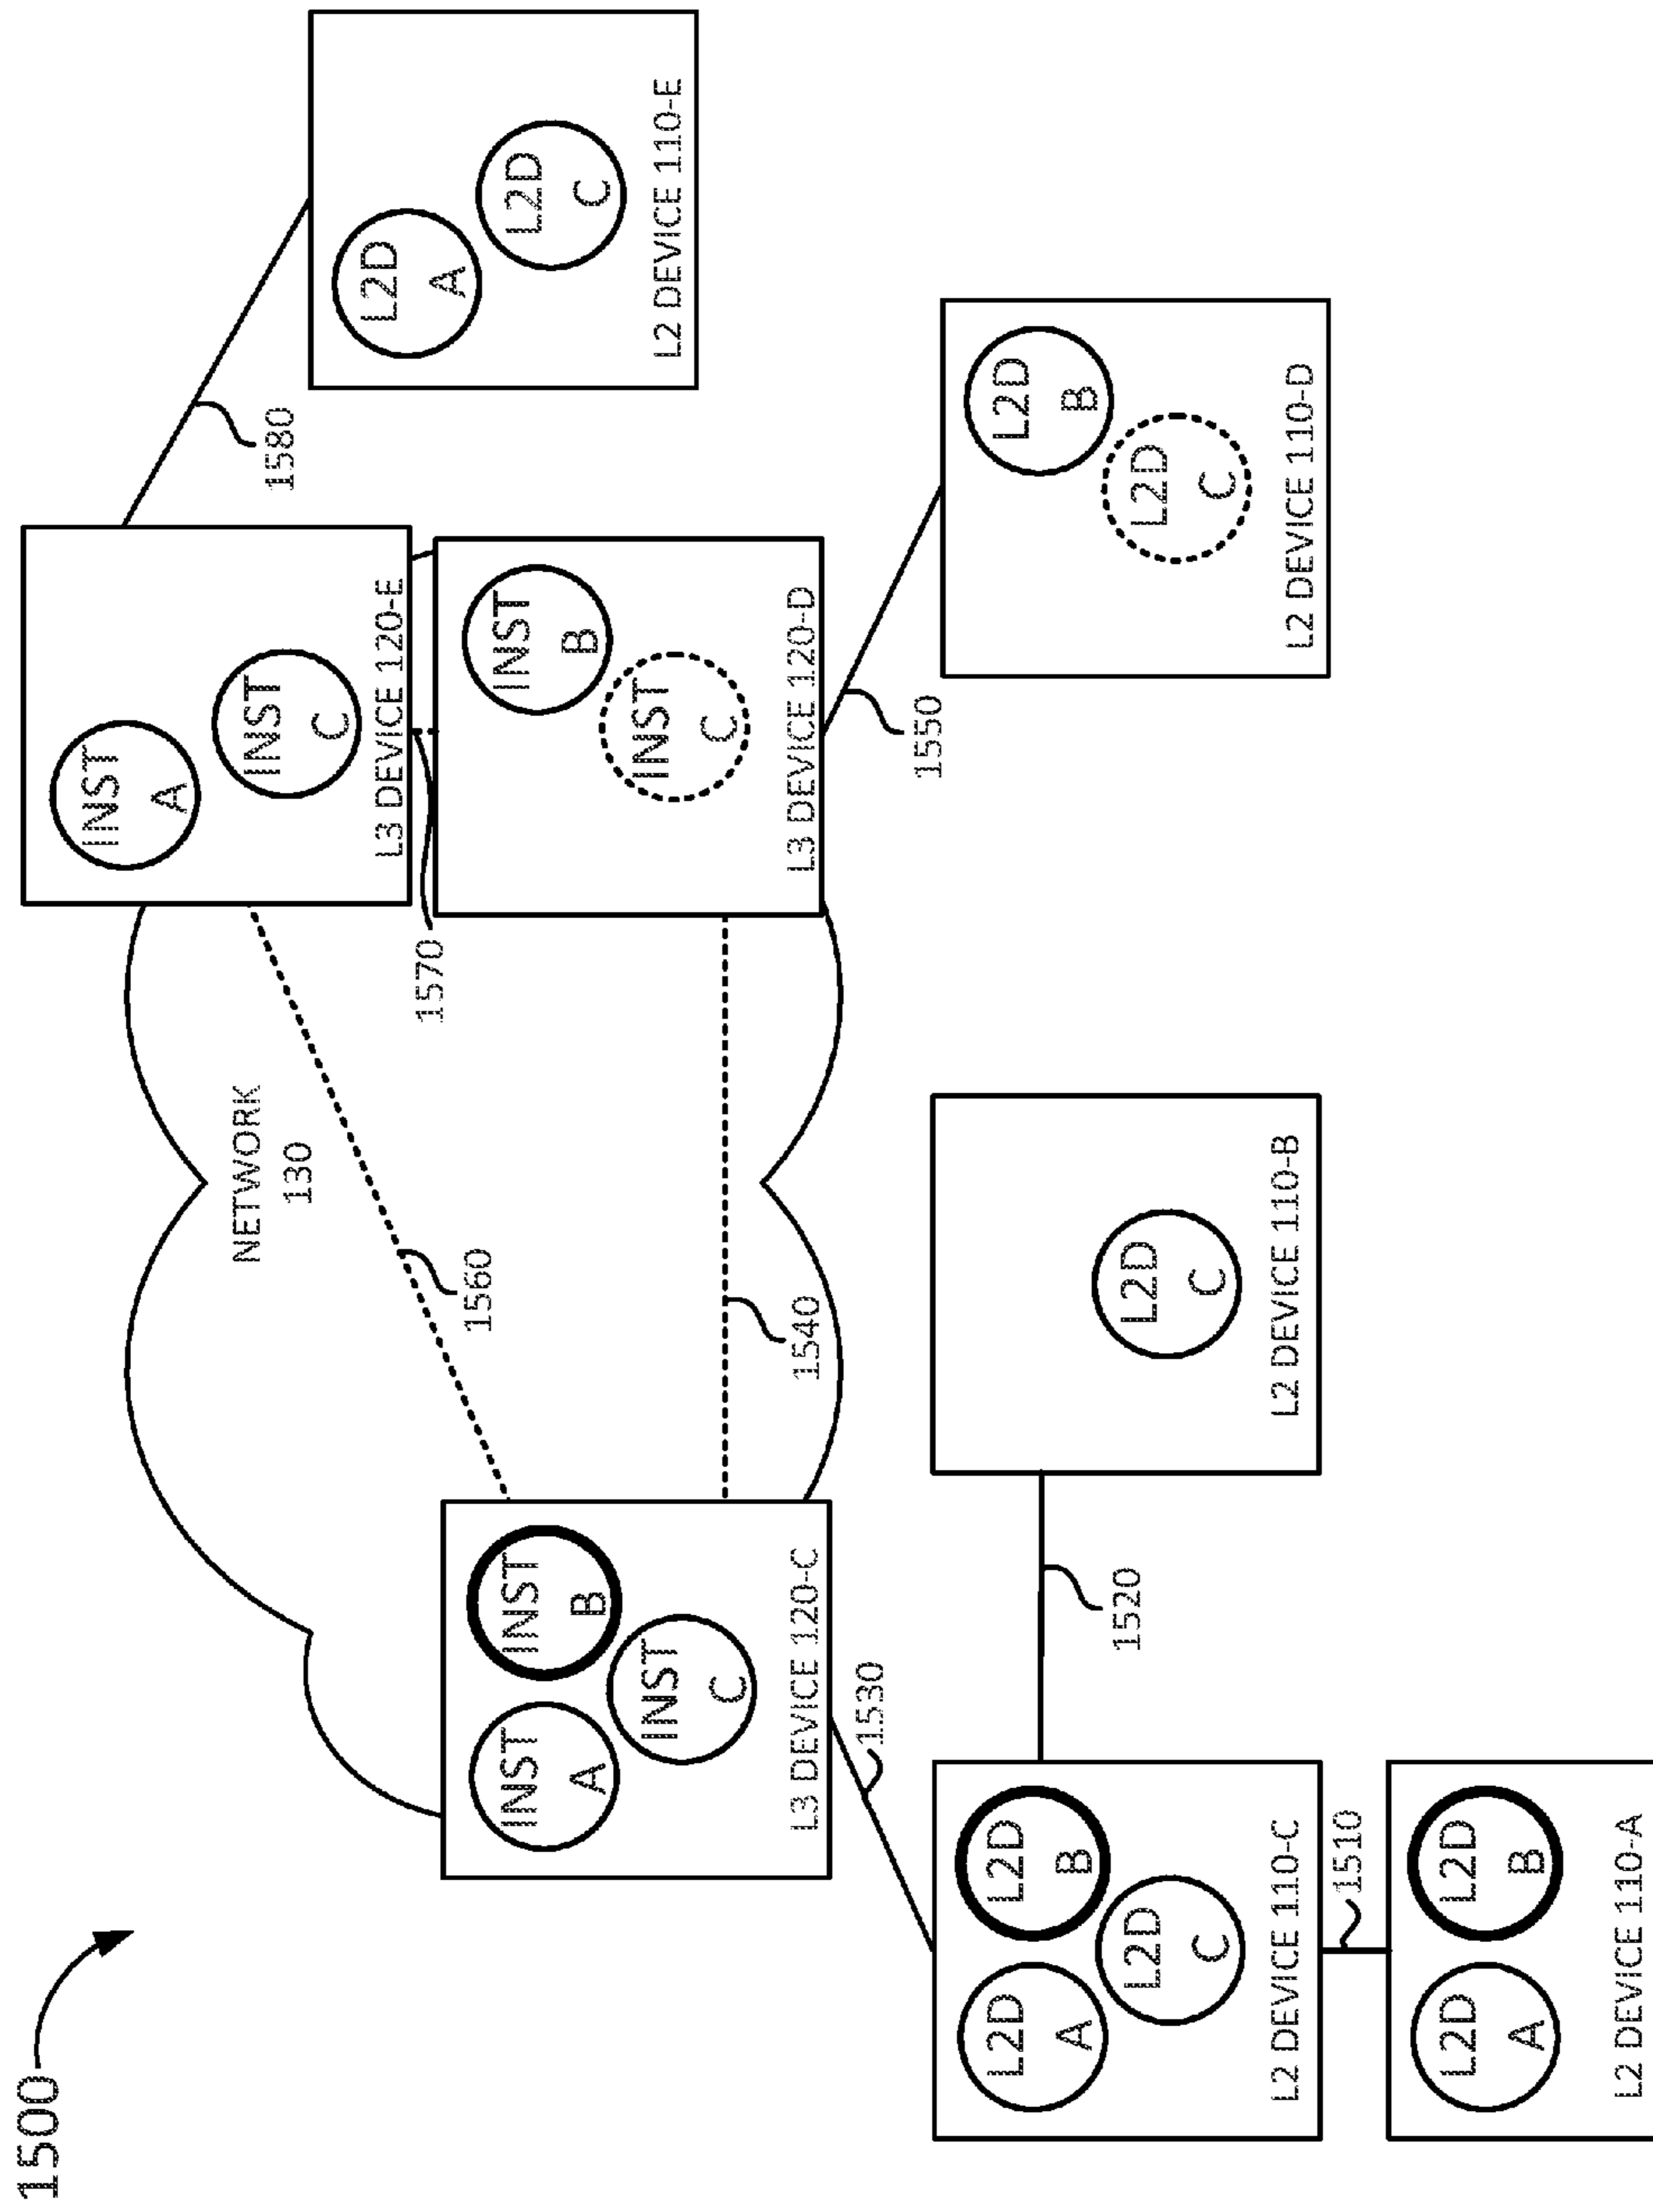 1500
NETWORK
130
INST
A
INST
B
INST
C
L3 DEVICE 120-C
1560
1540
INST
A
INST
C
L3 DEVICE 120-E
1570
INST
B
INST
C
L3 DEVICE 120-D
1580
L2D
A
L2D
C
L2 DEVICE 110-E
1550
L2D
B
L2D
C
L2 DEVICE 110-D
1530
L2D
A
L2D
B
L2D
C
L2 DEVICE 110-C
1520
L2D
C
L2 DEVICE 110-B
1510
L2D
A
L2D
B
L2 DEVICE 110-A